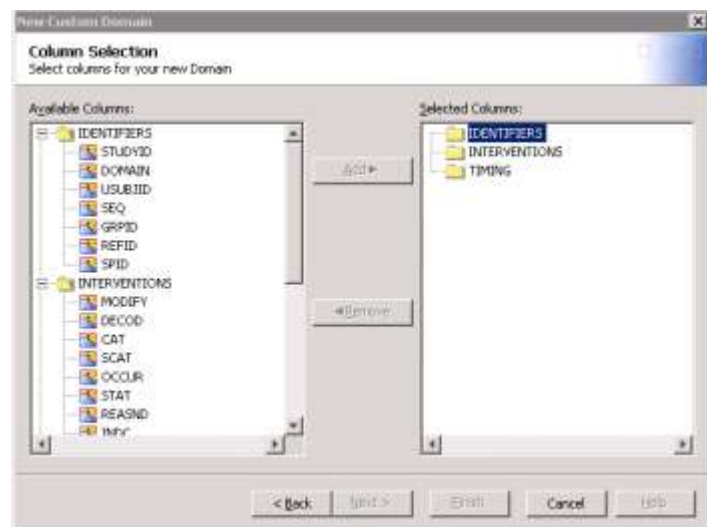 New Custom Domain
Column Selection
Select columns for your new Domain
Available Columns:
IDENTIFIERS
STUDYID
DOMAIN
USUBJID
SEQ
GRPID
REFID
SPID
INTERVENTIONS
MODIFY
DECOD
CAT
SCAT
OCCUR
STAT
REASND
INDC
Add
Remove
Selected Columns:
IDENTIFIERS
INTERVENTIONS
TIMING
< Back
Next >
Finish
Cancel
Help